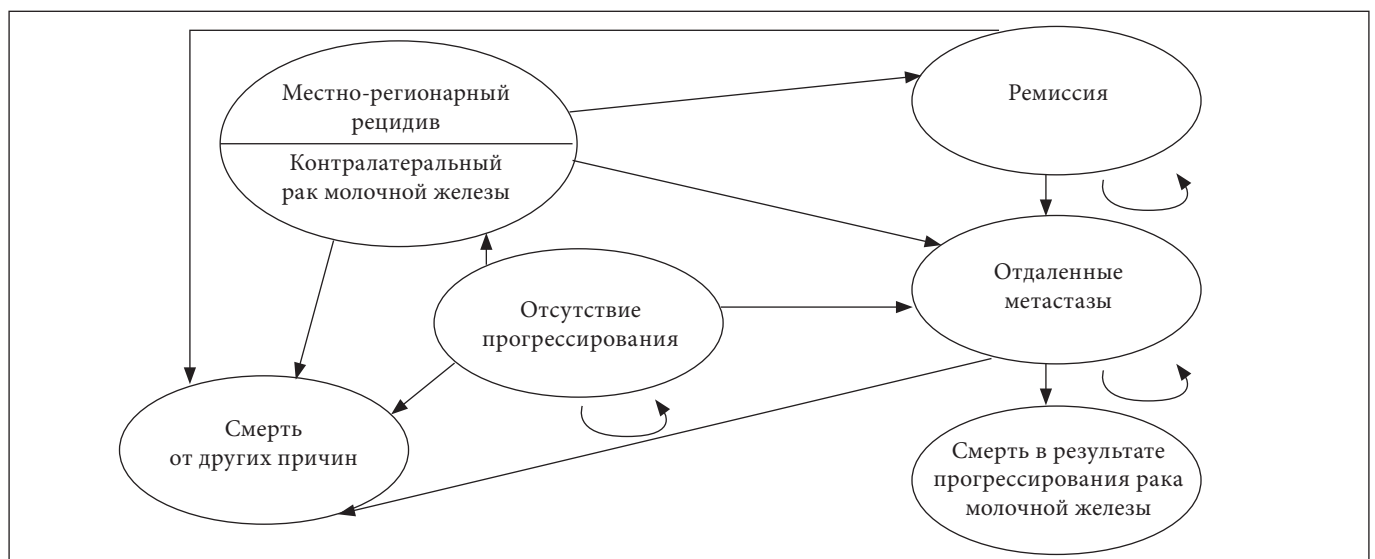 Местно-регионарный
рецидив
Контралатеральный
рак молочной железы
Ремиссия
Отсутствие
прогрессирования
Отдаленные
метастазы
Смерть
от других причин
Смерть в результате
прогрессирования рака
молочной железы